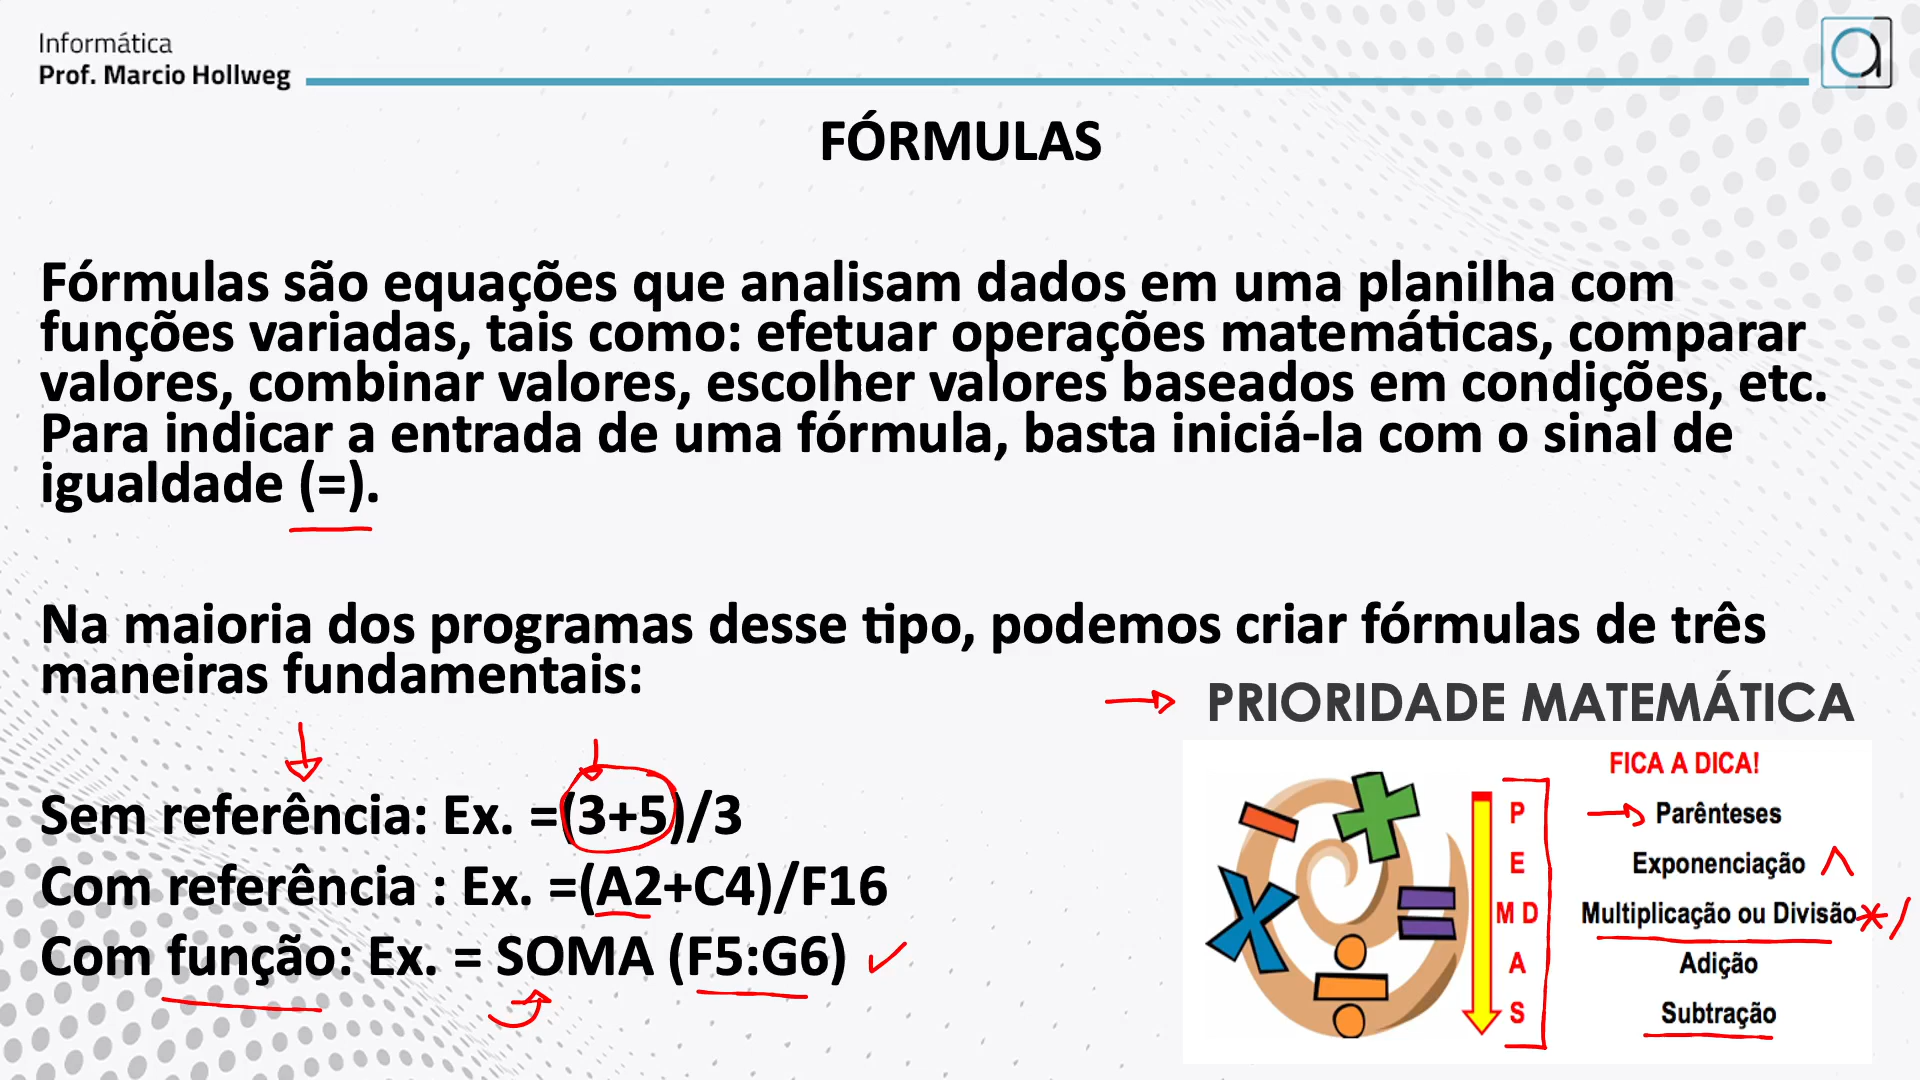 Informática
Prof. Marcio Hollweg
FÓRMULAS
Fórmulas são equações que analisam dados em uma planilha com
funções variadas, tais como: efetuar operações matemáticas, comparar
valores, combinar valores, escolher valores baseados em condições, etc.
Para indicar a entrada de uma fórmula, basta iniciá-la com o sinal de
igualdade (=).
Na maioria dos programas desse tipo, podemos criar fórmulas de três
maneiras fundamentais:
Sem referência: Ex. =(3+5)/3
Com referência : Ex. =(A2+C4)/F16
Com função: Ex. = SOMA (F5:G6)
PRIORIDADE MATEMÁTICA
FICA A DICA!
P Parênteses
E Exponenciação ^
M D Multiplicação ou Divisão * /
A Adição
S Subtração